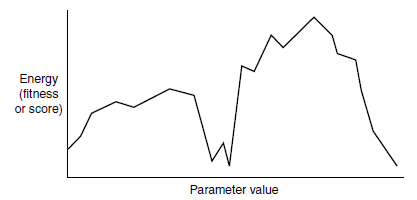 Energy
(fitness
or score)
Parameter value